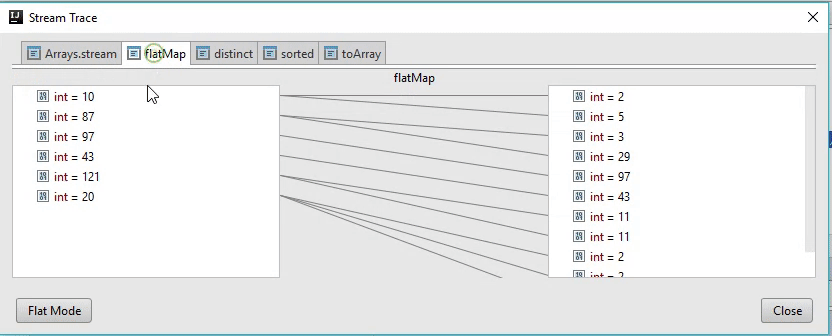 Stream Trace
Arrays.stream flatMap distinct sorted toArray
flatMap
int = 10
int = 87
int = 97
int = 43
int = 121
int = 20
int = 2
int = 5
int = 3
int = 29
int = 97
int = 43
int = 11
int = 11
int = 2
int = 2
Flat Mode
Close